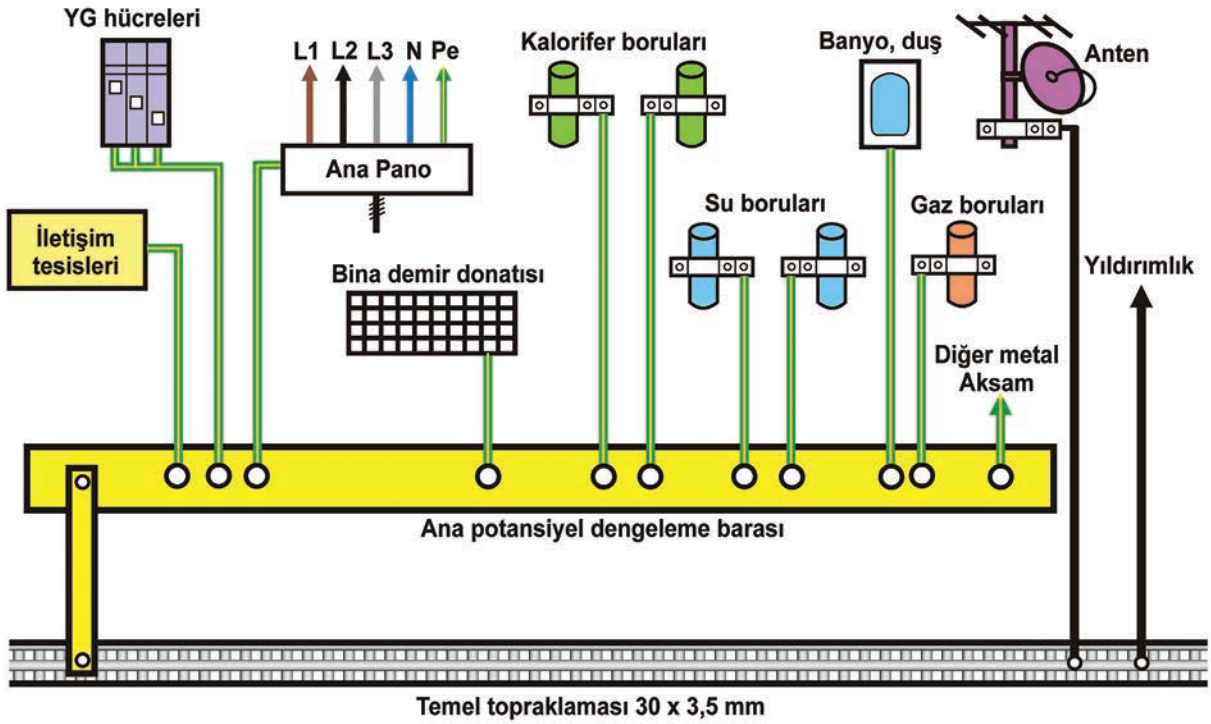 YG hücreleri
L1 L2 L3 N Pe
Ana Pano
Kalorifer boruları
Banyo, duş
Anten
İletişim
tesisleri
Bina demir donatısı
Su boruları
Gaz boruları
Yıldırımlık
Diğer metal
Aksam
Ana potansiyel dengeleme barası
Temel topraklaması 30 x 3,5 mm